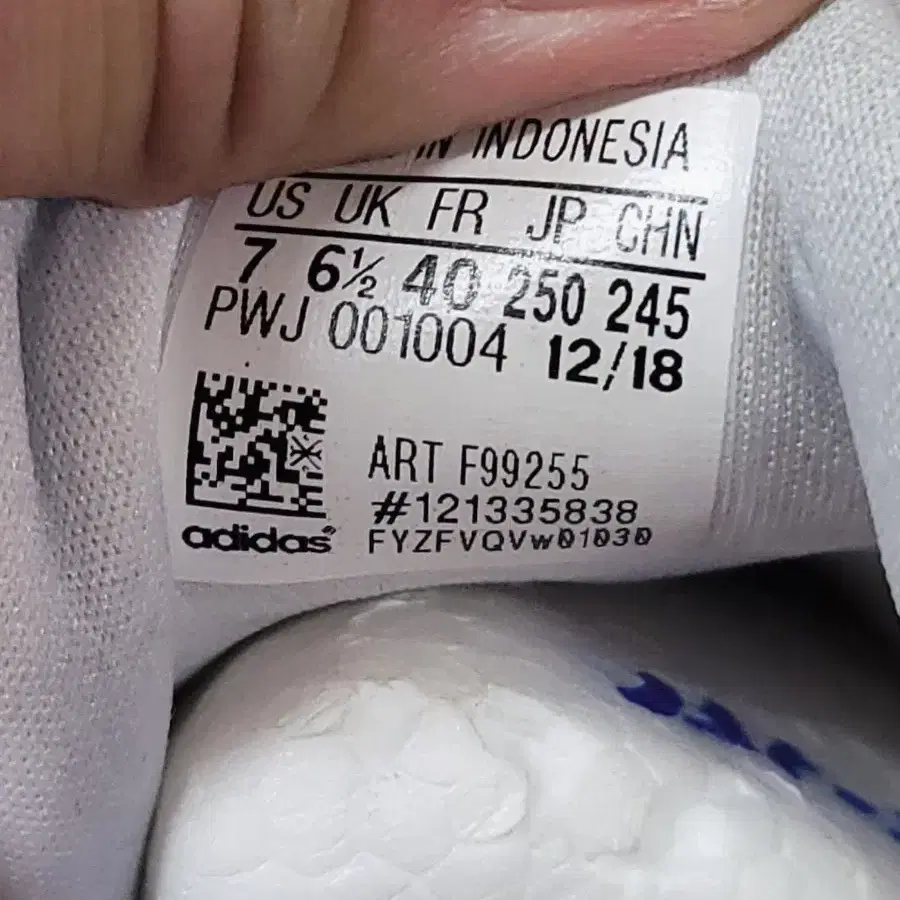 IN INDONESIA
US UK FR JP CHN
7 6½ 40 250 245
PWJ 001004 12/18
ART F99255
#121335838
adidas FYZFVQVw01030